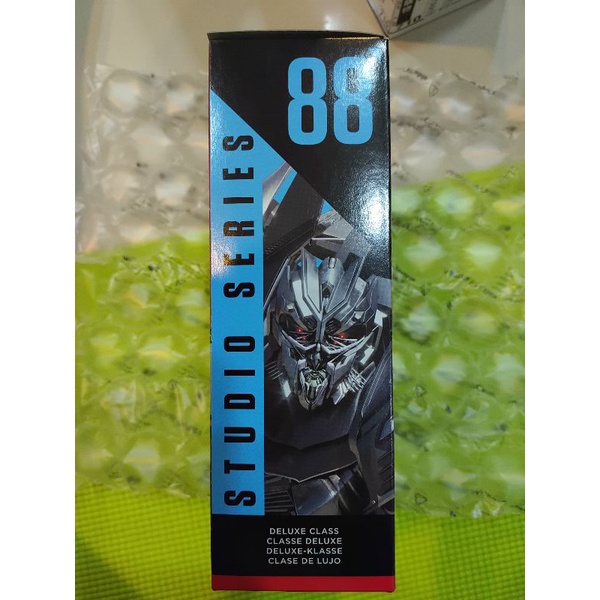 88
STUDIO SERIES
DELUXE CLASS
CLASSE DELUXE
DELUXE-KLASSE
CLASE DE LUJO